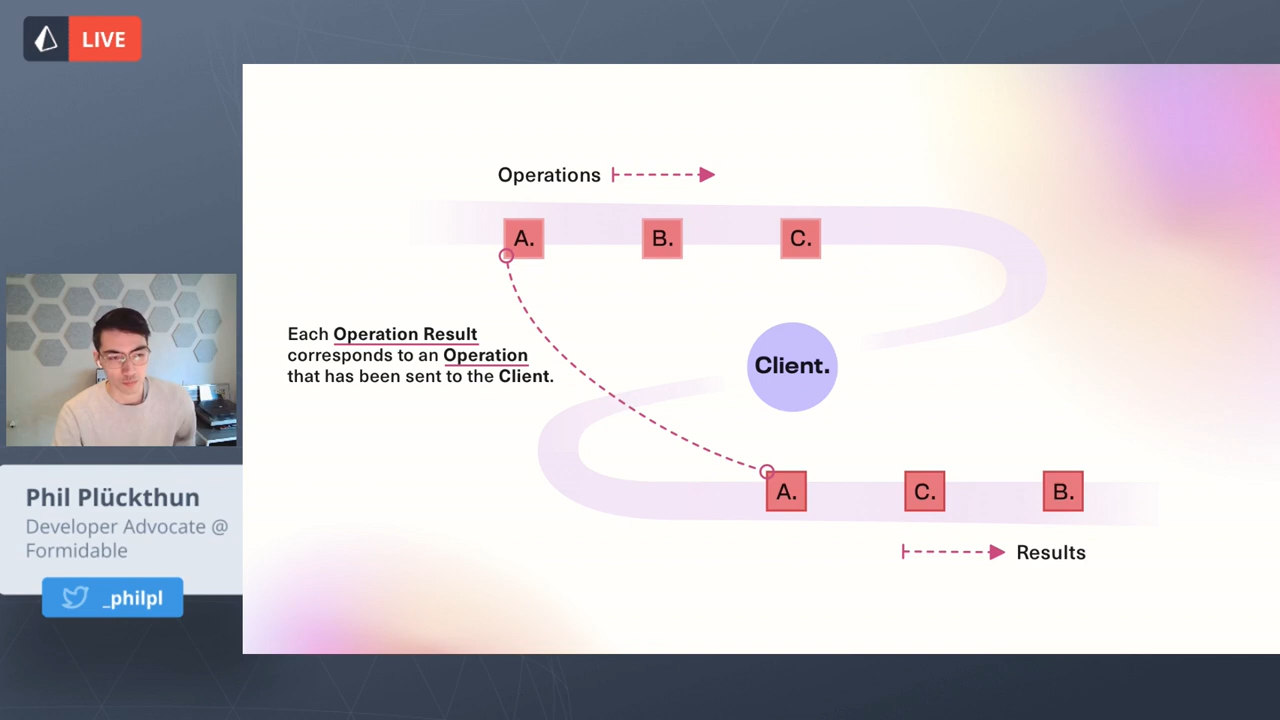 LIVE
Operations
A. B. C.
Each Operation Result
corresponds to an Operation
that has been sent to the Client.
Client.
A. C. B.
Results
Phil Plückthun
Developer Advocate @
Formidable
_philpl